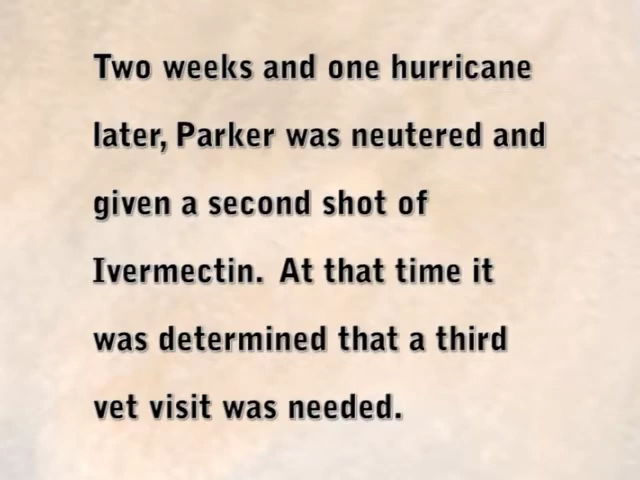 Two weeks and one hurricane
later, Parker was neutered and
given a second shot of
Ivermectin.  At that time it
was determined that a third
vet visit was needed.